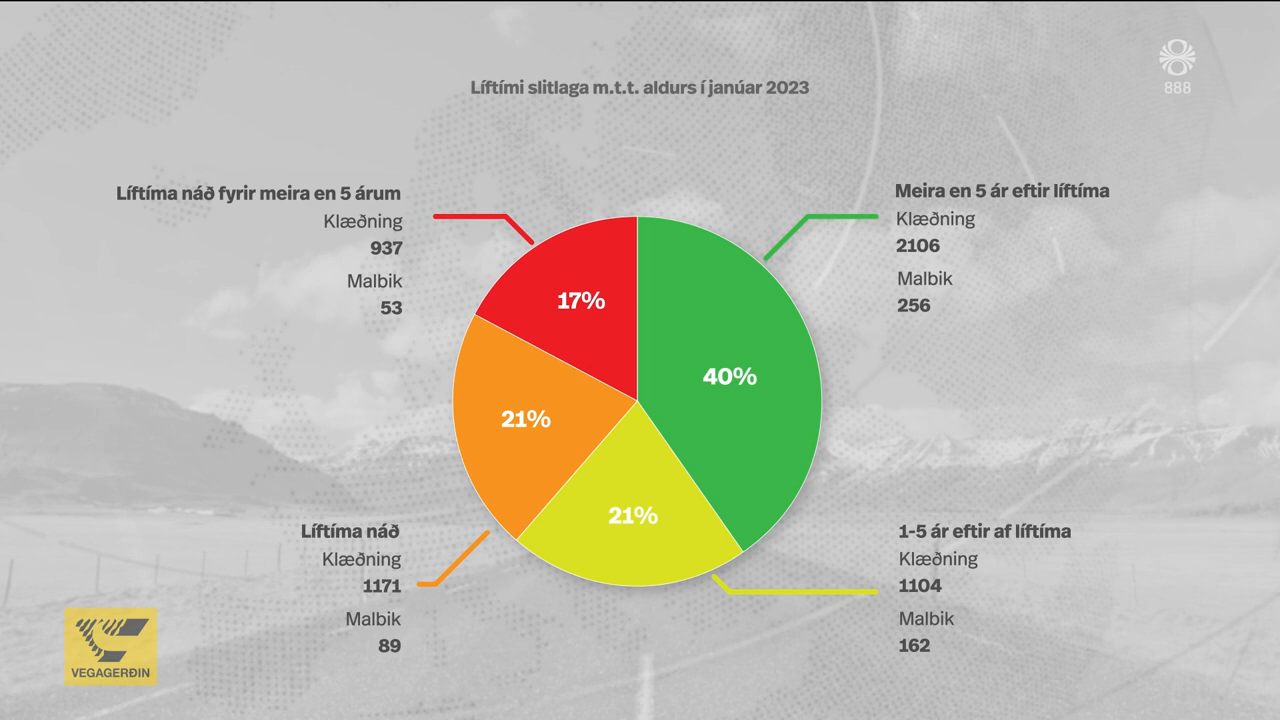 888
Líftími slitlaga m.t.t. aldurs í janúar 2023
Líftíma náð fyrir meira en 5 árum
Klæðning
937
Malbik
53
Meira en 5 ár eftir líftíma
Klæðning
2106
Malbik
256
17%
40%
21%
21%
Líftíma náð
Klæðning
1171
Malbik
89
1-5 ár eftir af líftíma
Klæðning
1104
Malbik
162
VEGAGERÐIN